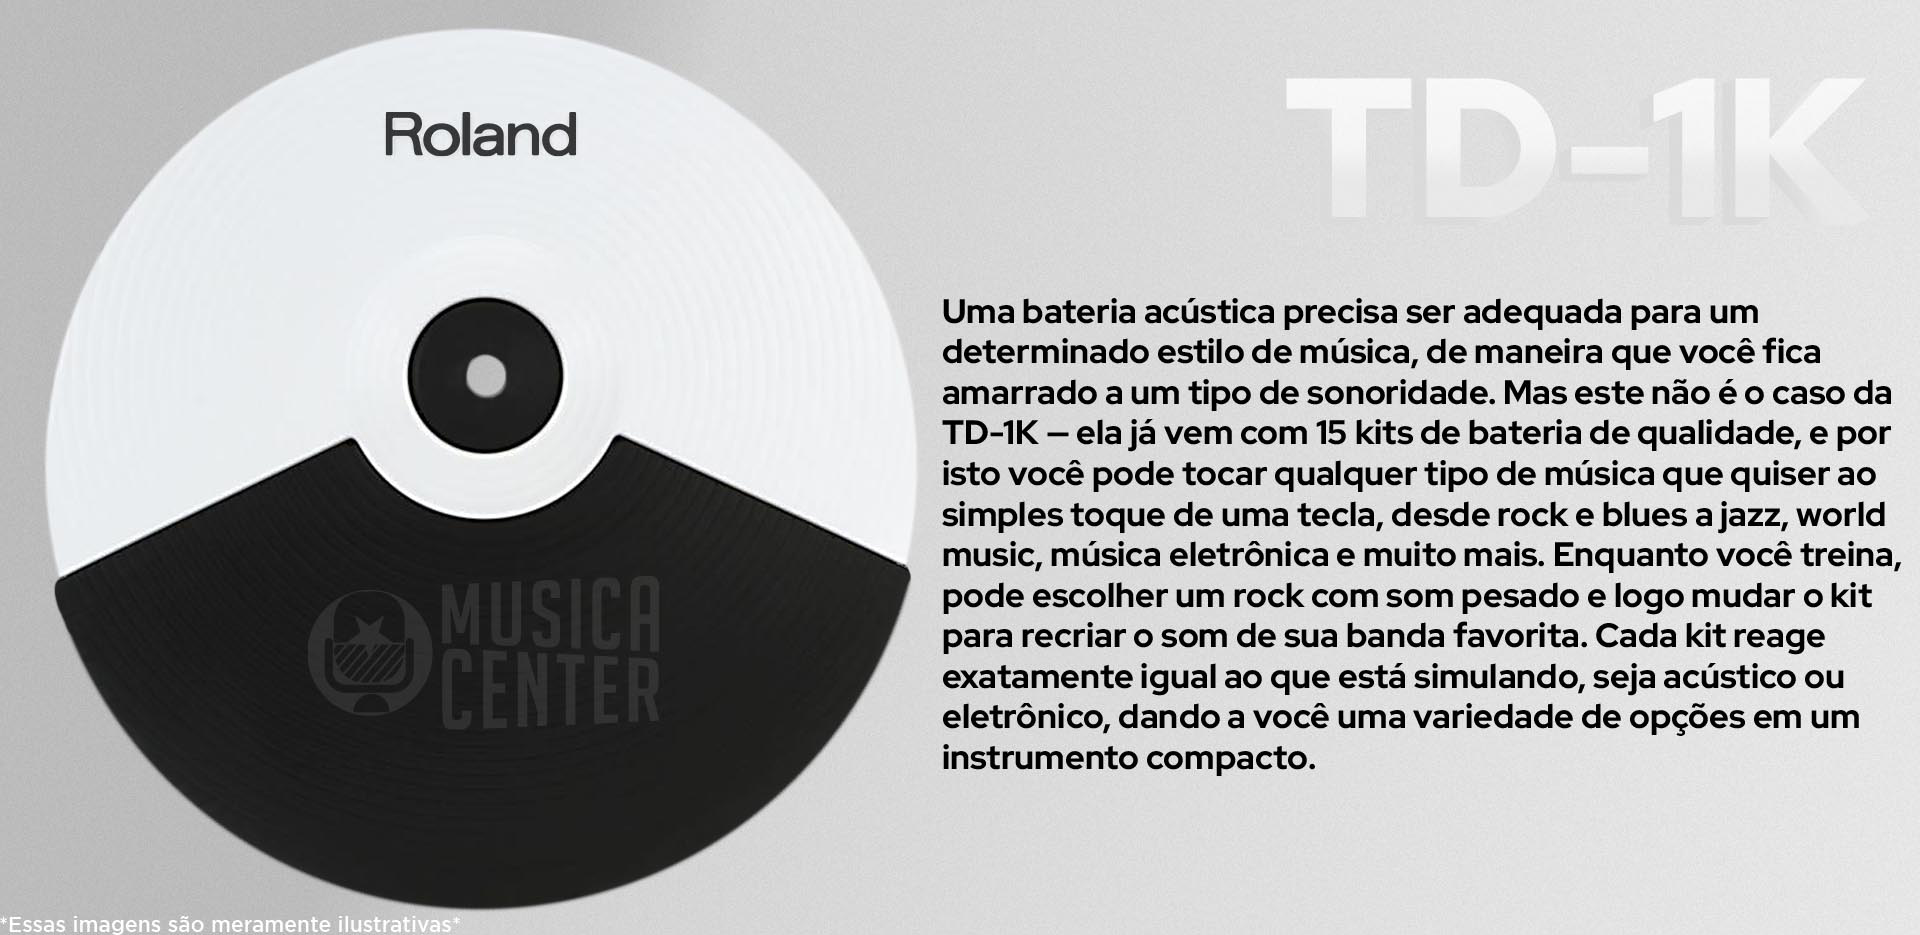 Roland
TD-1K
Uma bateria acústica precisa ser adequada para um
determinado estilo de música, de maneira que você fica
amarrado a um tipo de sonoridade. Mas este não é o caso da
TD-1K — ela já vem com 15 kits de bateria de qualidade, e por
isto você pode tocar qualquer tipo de música que quiser ao
simples toque de uma tecla, desde rock e blues a jazz, world
music, música eletrônica e muito mais. Enquanto você treina,
pode escolher um rock com som pesado e logo mudar o kit
para recriar o som de sua banda favorita. Cada kit reage
exatamente igual ao que está simulando, seja acústico ou
eletrônico, dando a você uma variedade de opções em um
instrumento compacto.
MUSICA
CENTER
*Essas imagens são meramente ilustrativas*